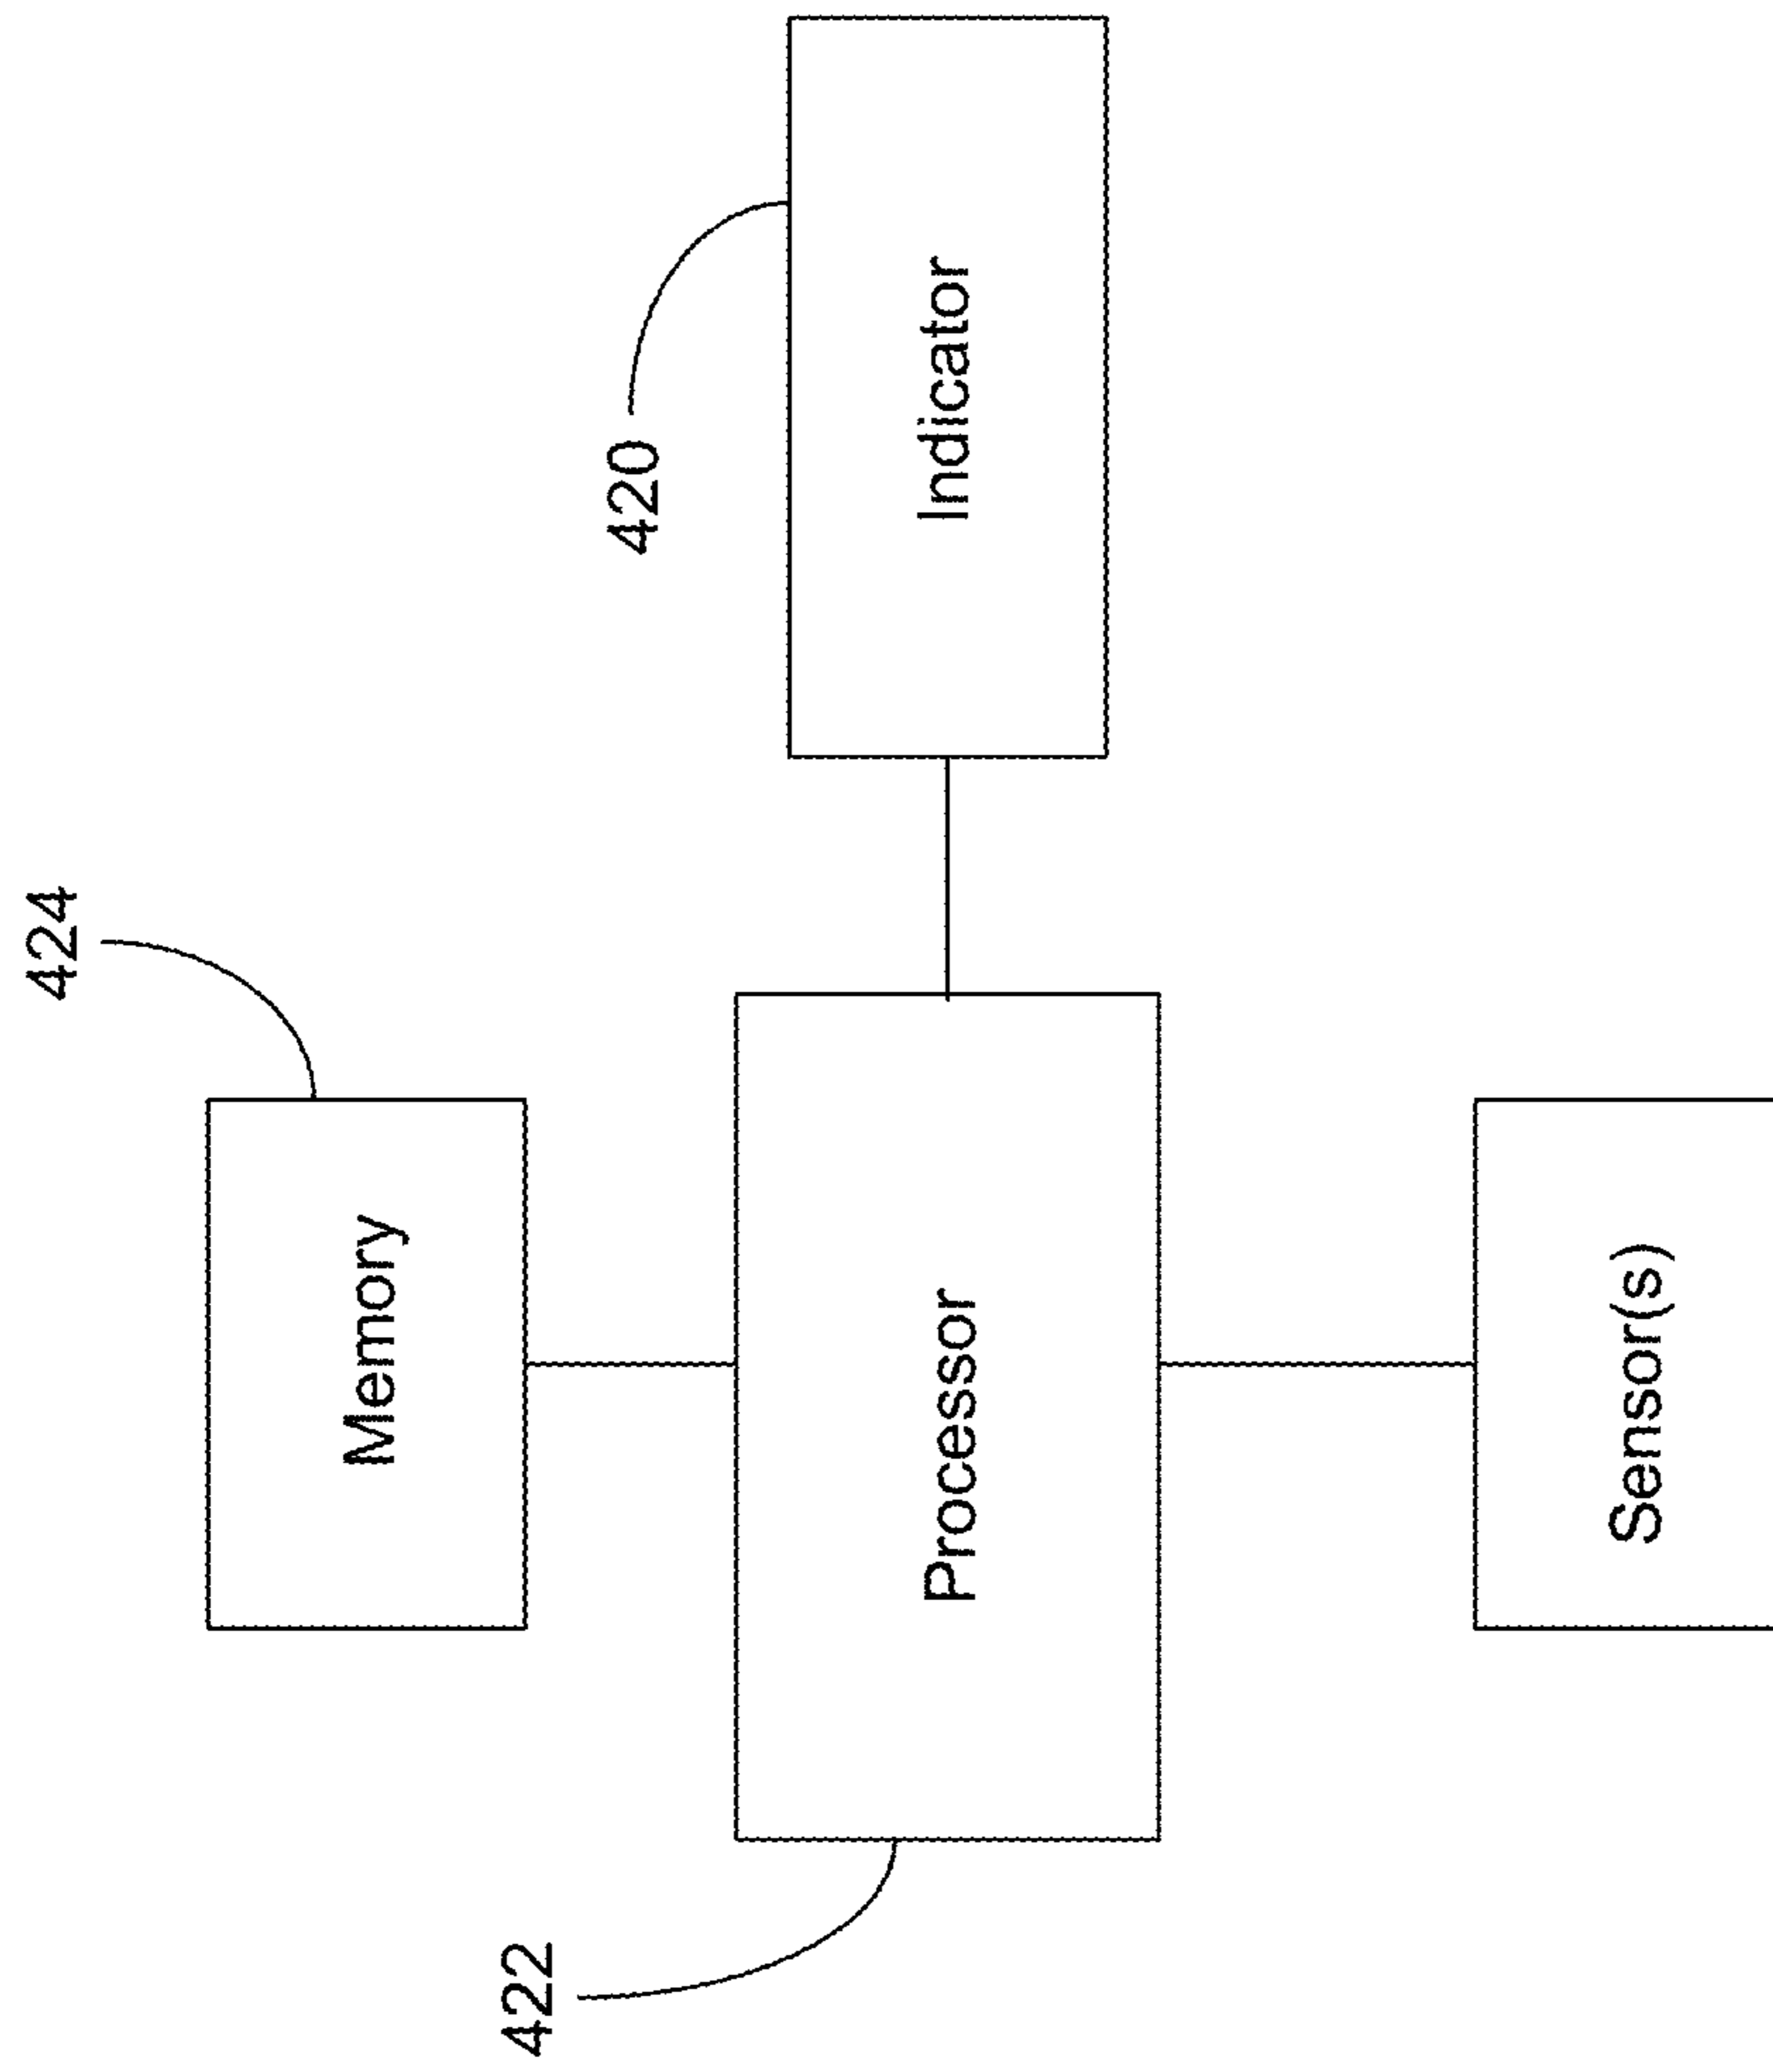 424
Memory
420
Processor
Indicator
422
Sensor(s)